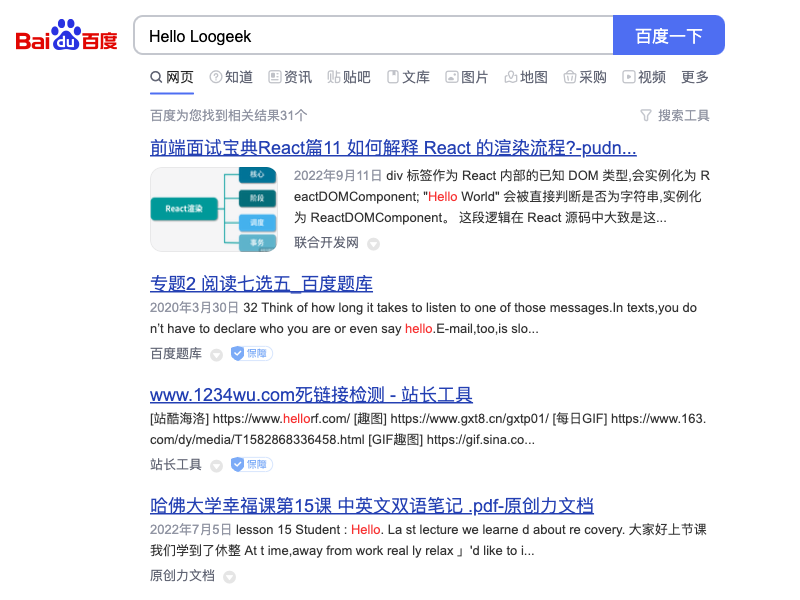 Bai du 百度
Hello Loogeek
百度一下
网页 知道 资讯 贴吧 文库 图片 地图 采购 视频 更多
百度为您找到相关结果31个
搜索工具
前端面试宝典React篇11 如何解释 React 的渲染流程?-pudn...
React渲染
核心
阶段
调度
事务
2022年9月11日 div 标签作为 React 内部的已知 DOM 类型,会实例化为 R
eactDOMComponent; "Hello World" 会被直接判断是否为字符串,实例化
为 ReactDOMComponent。 这段逻辑在 React 源码中大致是这...
联合开发网
专题2 阅读七选五_百度题库
2020年3月30日 32 Think of how long it takes to listen to one of those messages.In texts,you do
n't have to declare who you are or even say hello.E-mail,too,is slo...
百度题库 保障
www.1234wu.com死链接检测 - 站长工具
[站酷海洛] https://www.hellorf.com/ [趣图] https://www.gxt8.cn/gxtp01/ [每日GIF] https://www.163.
com/dy/media/T1582868336458.html [GIF趣图] https://gif.sina.co...
站长工具 保障
哈佛大学幸福课第15课 中英文双语笔记 .pdf-原创力文档
2022年7月5日 lesson 15 Student : Hello. La st lecture we learne d about re covery. 大家好上节课
我们学到了休整 At t ime,away from work real ly relax 」'd like to i...
原创力文档